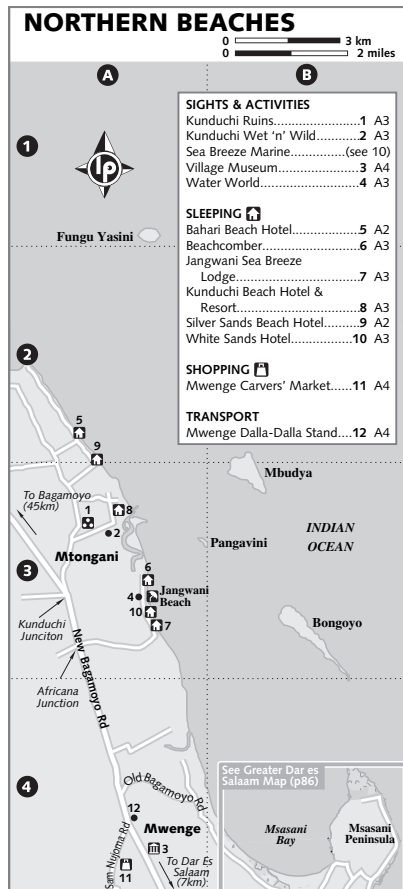 NORTHERN BEACHES
0 3 km
0 2 miles
A B
1
lp
Fungu Yasini
SIGHTS & ACTIVITIES
Kunduchi Ruins..........................1 A3
Kunduchi Wet ‘n’ Wild............2 A3
Sea Breeze Marine................(see 10)
Village Museum......................3 A4
Water World...........................4 A3
SLEEPING
Bahari Beach Hotel.................5 A2
Beachcomber..........................6 A3
Jangwani Sea Breeze
Lodge..................................7 A3
Kunduchi Beach Hotel &
Resort.................................8 A3
Silver Sands Beach Hotel.........9 A2
White Sands Hotel................10 A3
SHOPPING
Mwenge Carvers’ Market......11 A4
TRANSPORT
Mwenge Dalla-Dalla Stand....12 A4
2
5
9
To Bagamoyo
(45km)
1
8
2
Mtongani
Mbudya
Pangavini
INDIAN
OCEAN
3
6
4
Jangwani
Beach
10
7
Bongoyo
Kunduchi
Junciton
New Bagamoyo Rd
Africana
Junction
4
Old Bagamoyo Rd
See Greater Dar es
Salaam Map (p86)
12
Mwenge
Sam Nujoma Rd
3
11
To Dar Es
Salaam
(7km)
Msasani
Bay
Msasani
Peninsula